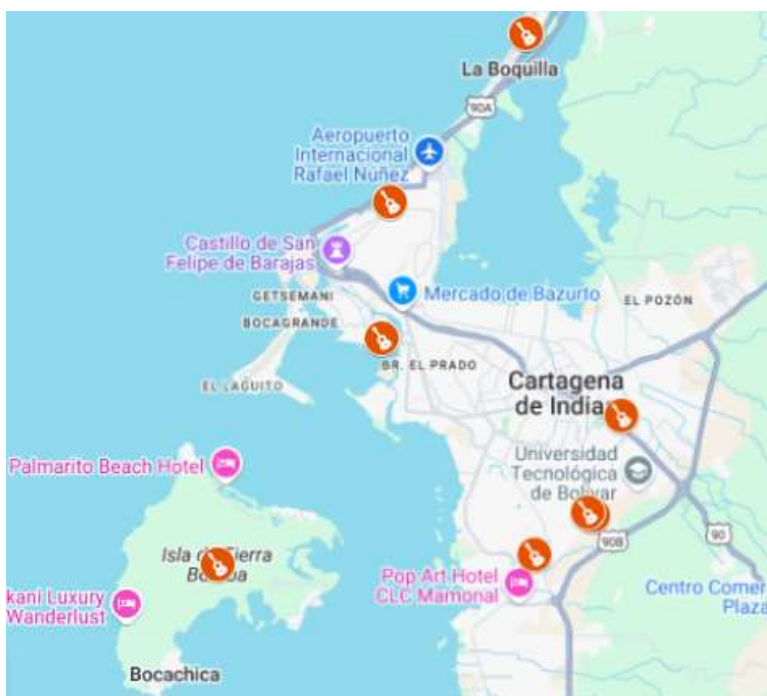 La Boquilla
90A
Aeropuerto
Internacional
Rafael Núñez
Castillo de San
Felipe de Barajas
GETSEMANI
Mercado de Bazurto
EL POZÓN
BOCAGRANDE
BR. EL PRADO
EL LAGUITO
Cartagena
de India
Universidad
Tecnológica
de Bolívar
Palmarito Beach Hotel
90B
90
Isla de Tierra
Pop Art Hotel
CLC Mamonal
kani Luxury
Wanderlust
Centro Comer
Plaza
Bocachica